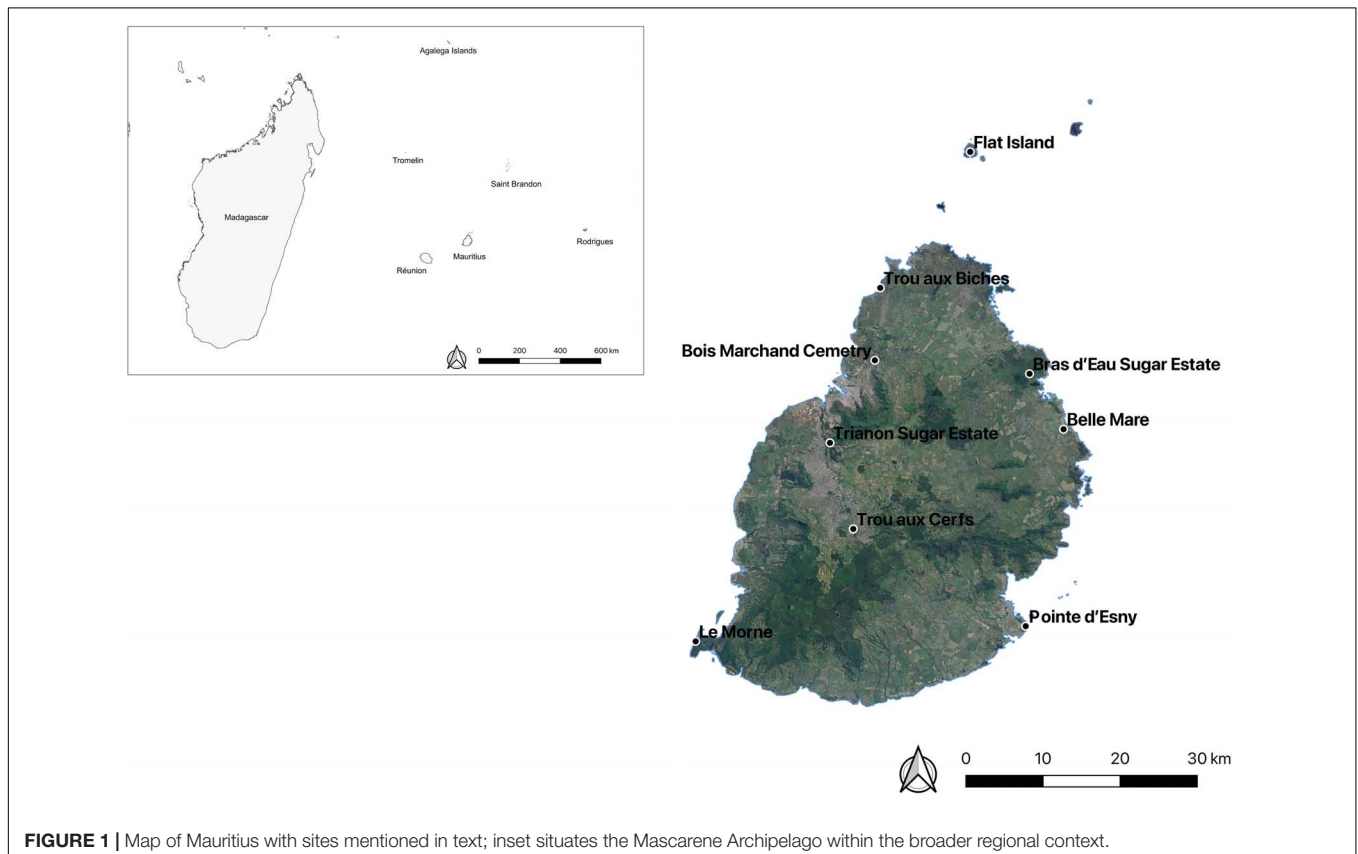 Agalega Islands
Tromelin
Saint Brandon
Madagascar
Rodrigues
Mauritius
Réunion
0 200 400 600 km
Flat Island
Trou aux Biches
Bois Marchand Cemetry
Bras d'Eau Sugar Estate
Belle Mare
Trianon Sugar Estate
Trou aux Cerfs
Pointe d'Esny
Le Morne
0 10 20 30 km
FIGURE 1 | Map of Mauritius with sites mentioned in text; inset situates the Mascarene Archipelago within the broader regional context.